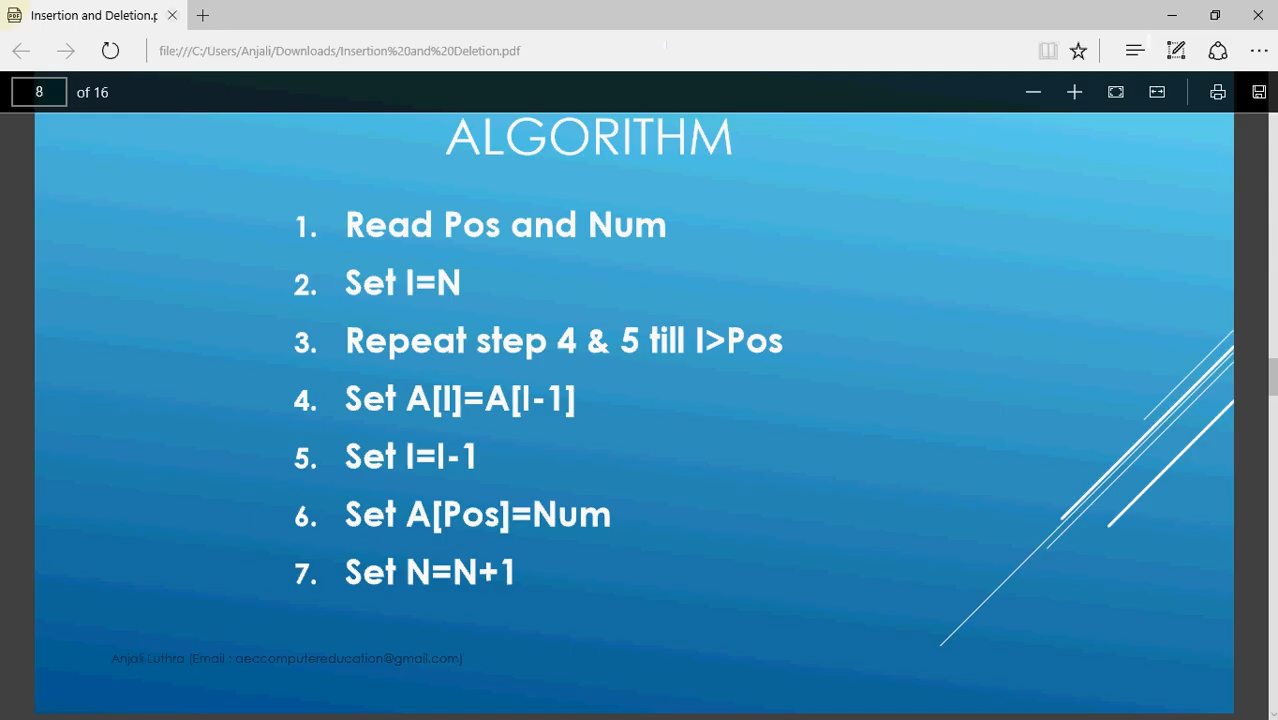 Insertion and Deletion.p
file:///C:/Users/Anjali/Downloads/Insertion%20and%20Deletion.pdf
8 of 16
ALGORITHM
1. Read Pos and Num
2. Set I=N
3. Repeat step 4 & 5 till I>Pos
4. Set A[I]=A[I-1]
5. Set I=I-1
6. Set A[Pos]=Num
7. Set N=N+1
Anjali Luthra (Email : aeccomputereducation@gmail.com)